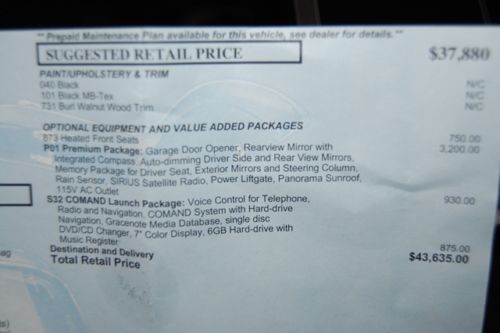 ** Prepaid Maintenance Plan available for this vehicle, see dealer for details. **
SUGGESTED RETAIL PRICE $37,880
PAINT/UPHOLSTERY & TRIM
040 Black N/C
101 Black MB-Tex N/C
731 Burl Walnut Wood Trim N/C
OPTIONAL EQUIPMENT AND VALUE ADDED PACKAGES
873 Heated Front Seats 750.00
P01 Premium Package: Garage Door Opener, Rearview Mirror with 3,200.00
Integrated Compass, Auto-dimming Driver Side and Rear View Mirrors,
Memory Package for Driver Seat, Exterior Mirrors and Steering Column,
Rain Sensor, SIRIUS Satellite Radio, Power Liftgate, Panorama Sunroof,
115V AC Outlet
S32 COMAND Launch Package: Voice Control for Telephone, 930.00
Radio and Navigation, COMAND System with Hard-drive
Navigation, Gracenote Media Database, single disc
DVD/CD Changer, 7" Color Display, 6GB Hard-drive with
Music Register
Destination and Delivery 875.00
Total Retail Price $43,635.00
ag
s)